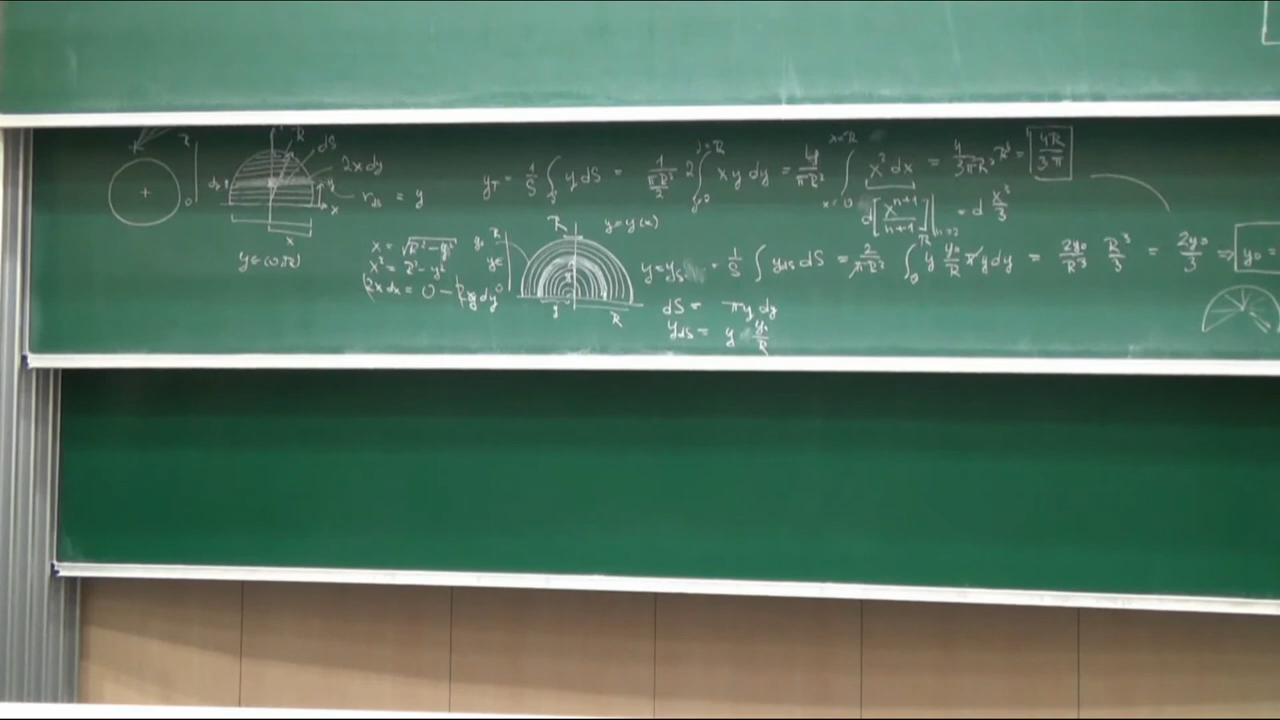 R dS 2x dy
r_dS = y
x
y ∈ (0, R)
y_T = 1/S ∫_S y dS = 1/(πR²/2) 2 ∫_{y=0}^{y=R} x y dy = 4/(πR²) ∫_{x=0}^{x=R} x² dx = 4/(3πR²) R³ = 4R/3π
d[x^{n+1}/(n+1)]|_{n=2} = d x³/3
x = √(R² - y²)
x² = R² - y²
2x dx = 0 - 2y dy
R y = y(x)
y R
y = y_S = 1/S ∫ y_dS dS = 2/(πR²) ∫_0^R y y₀/R π y dy = 2y₀/R³ R³/3 = 2y₀/3 ⇒ y₀ =
dS = πy dy
y_dS = y y₀/R